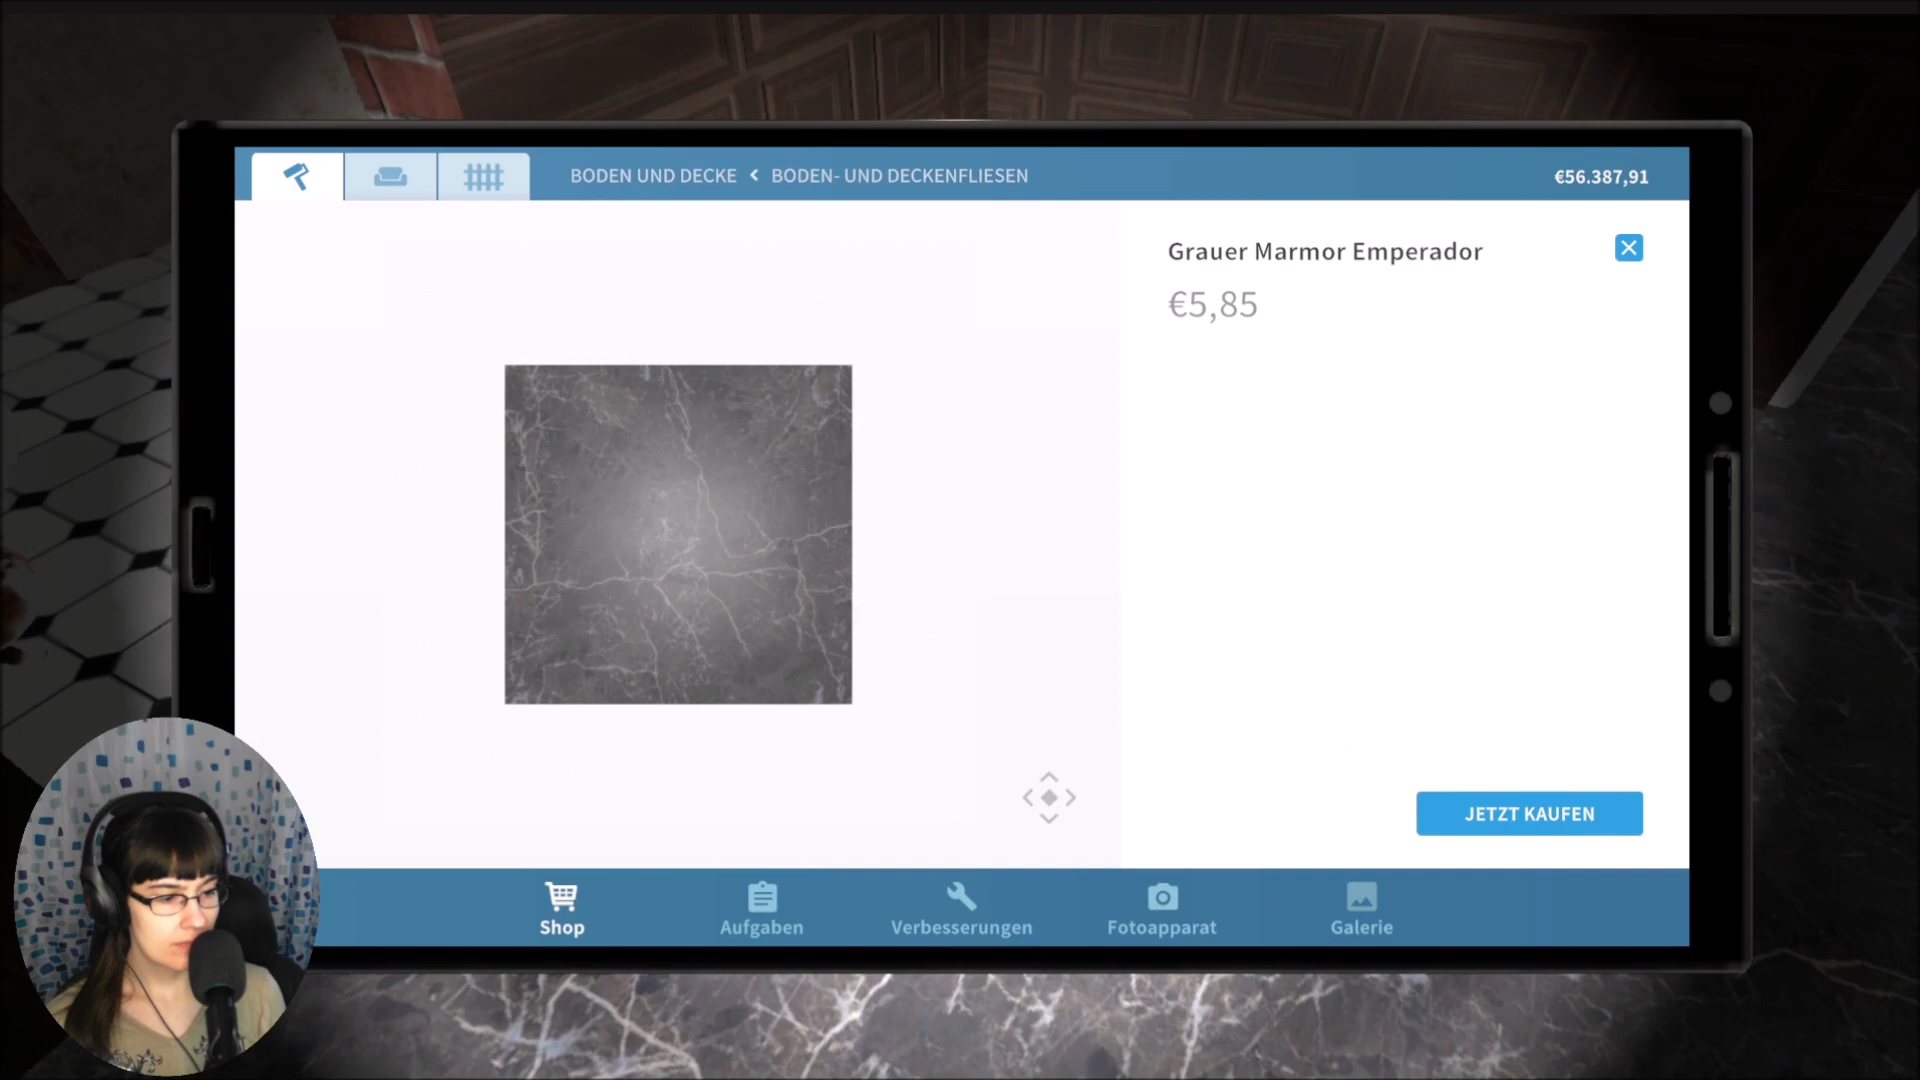 BODEN UND DECKE < BODEN- UND DECKENFLIESEN
€56.387,91
Grauer Marmor Emperador
€5,85
JETZT KAUFEN
Shop
Aufgaben
Verbesserungen
Fotoapparat
Galerie